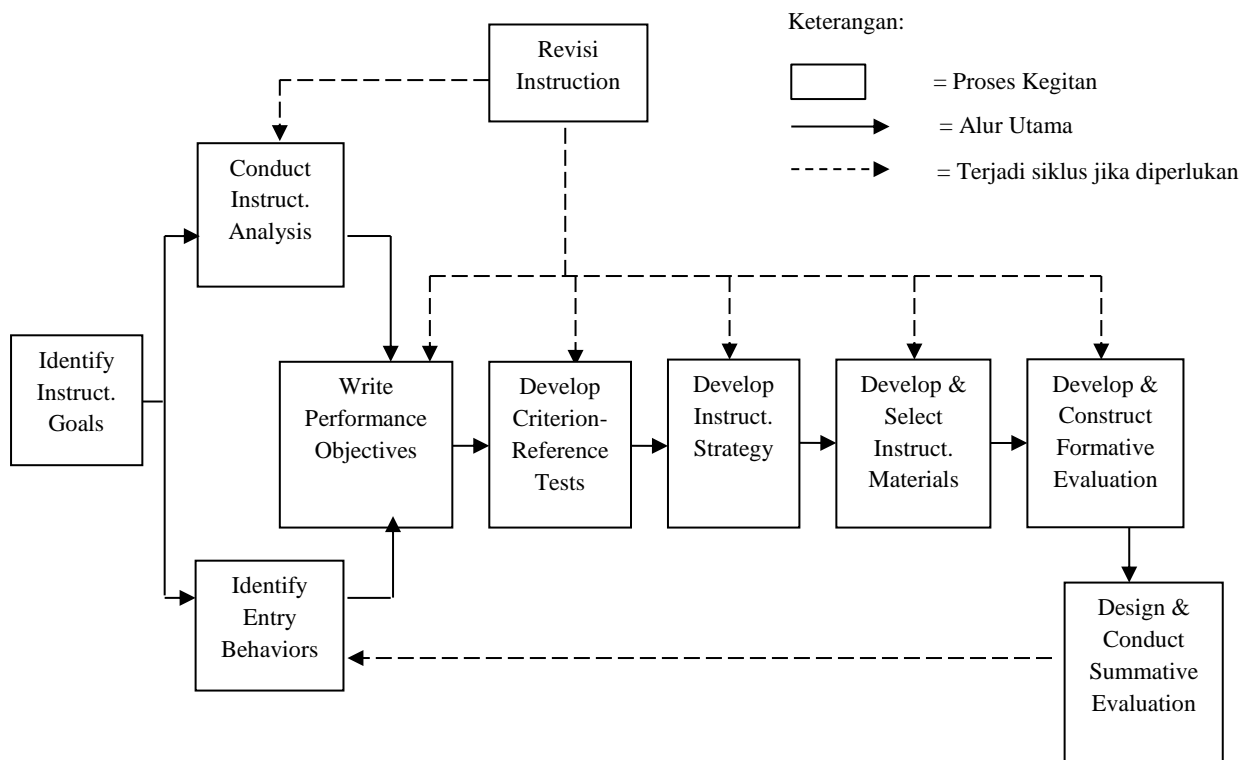 Keterangan:
Revisi
Instruction
= Proses Kegitan
= Alur Utama
= Terjadi siklus jika diperlukan
Conduct
Instruct.
Analysis
Identify
Instruct.
Goals
Write
Performance
Objectives
Develop
Criterion-
Reference
Tests
Develop
Instruct.
Strategy
Develop &
Select
Instruct.
Materials
Develop &
Construct
Formative
Evaluation
Identify
Entry
Behaviors
Design &
Conduct
Summative
Evaluation